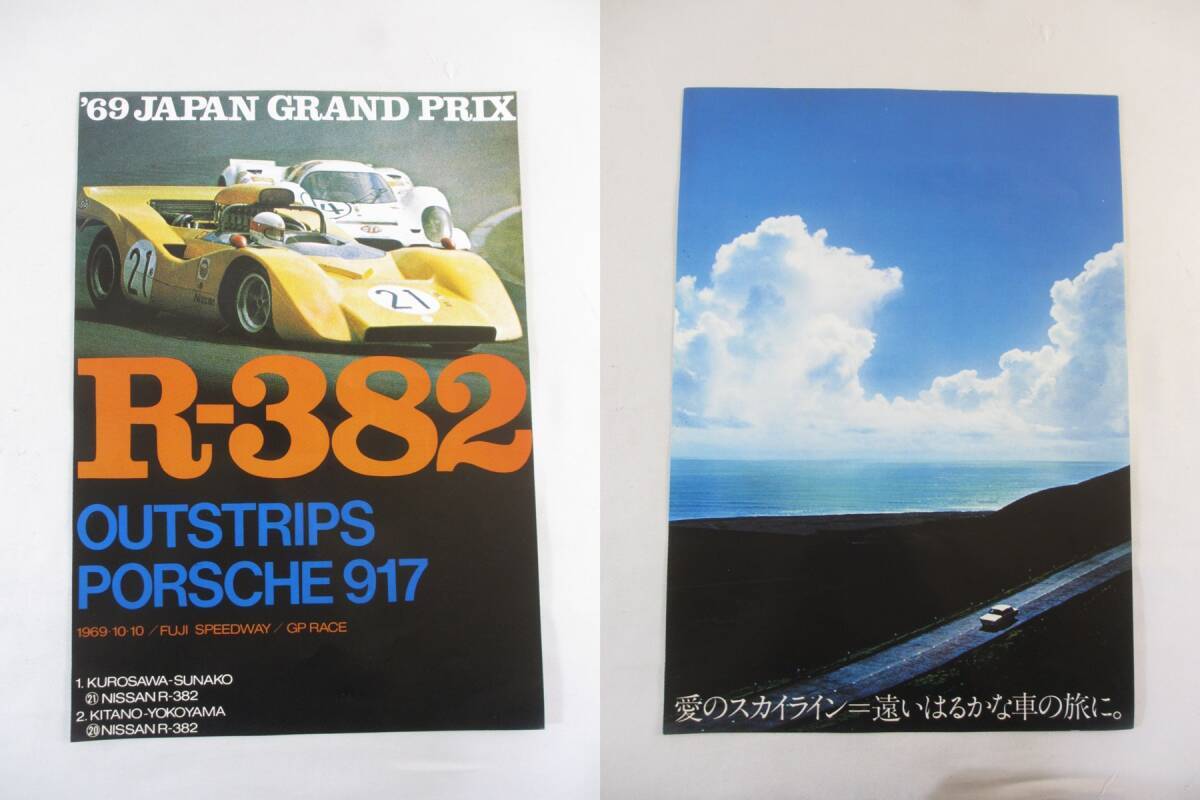 '69 JAPAN GRAND PRIX
14
21
21
R-382
OUTSTRIPS
PORSCHE 917
1969·10·10 / FUJI SPEEDWAY / GP RACE
1. KUROSAWA-SUNAKO
㉑ NISSAN R-382
2. KITANO-YOKOYAMA
⑳ NISSAN R-382
愛のスカイライン=遠いはるかな車の旅に。